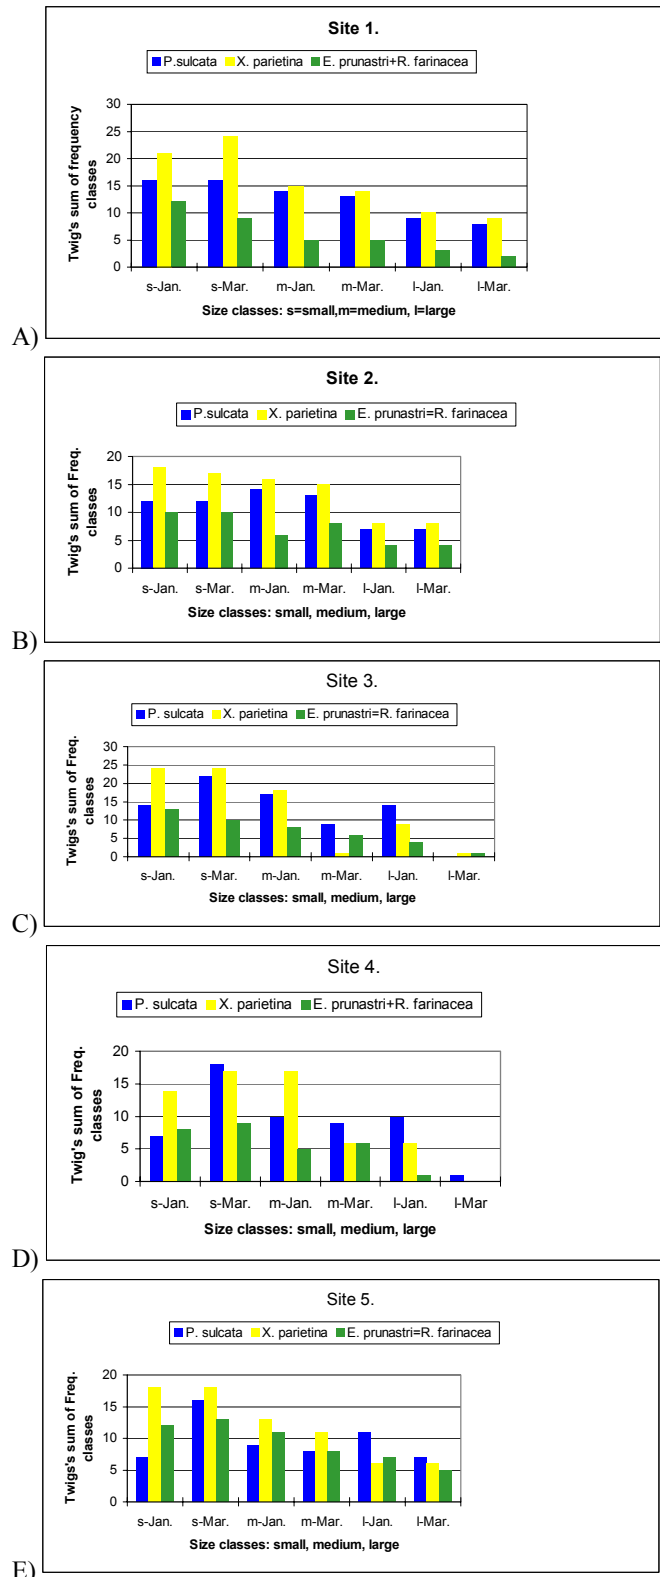 Site 1.
P.sulcata X. parietina E. prunastri+R. farinacea
30
25
20
15
10
5
0
Twig's sum of frequency
classes
s-Jan. s-Mar. m-Jan. m-Mar. l-Jan. l-Mar.
Size classes: s=small,m=medium, l=large
A)
Site 2.
P.sulcata X. parietina E. prunastri=R. farinacea
20
15
10
5
0
Twig's sum of Freq.
classes
s-Jan. s-Mar. m-Jan. m-Mar. l-Jan. l-Mar.
Size classes: small, medium, large
B)
Site 3.
P. sulcata X. parietina E. prunastri=R. farinacea
30
25
20
15
10
5
0
Twigs's sum of Freq.
classes
s-Jan. s-Mar. m-Jan. m-Mar. l-Jan. l-Mar.
Size classes: small, medium, large
C)
Site 4.
P. sulcata X. parietina E. prunastri+R. farinacea
20
15
10
5
0
Twig's sum of Freq.
classes
s-Jan. s-Mar. m-Jan. m-Mar. l-Jan. l-Mar
Size classes: small, medium, large
D)
Site 5.
P. sulcata X. parietina E. prunastri=R. farinacea
20
15
10
5
0
Twigs's sum of Freq.
classes
s-Jan. s-Mar. m-Jan. m-Mar. l-Jan. l-Mar.
Size classes: small, medium, large
E)